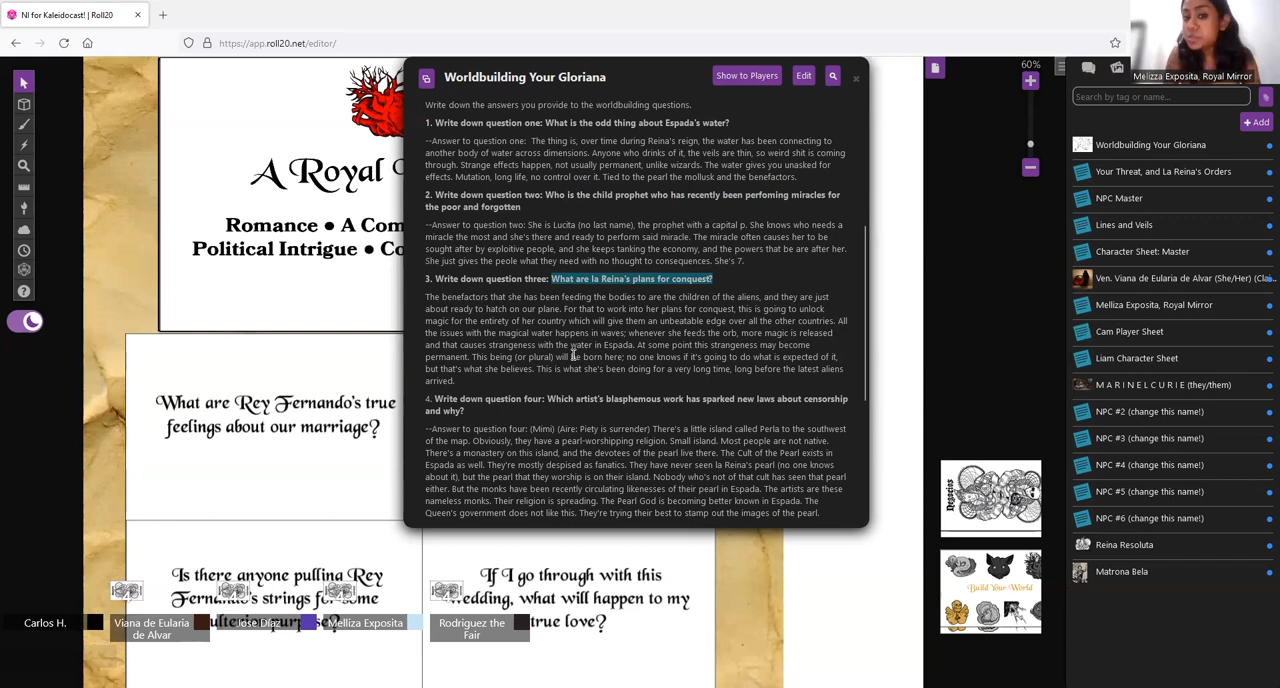 NI for Kaleidocast! | Roll20
https://app.roll20.net/editor/
A Royal
Romance • A Com
Political Intrigue • Co
What are Rey Fernando's true
feelings about our marriage?
Is there anyone pulling Rey
Fernando's strings for some
If I go through with this
wedding, what will happen to my
true love?
Carlos H.
Viana de Eularia
de Alvar
Jose Díaz
Melliza Exposita
Rodriguez the
Fair
Worldbuilding Your Gloriana
Show to Players
Edit
Write down the answers you provide to the worldbuilding questions.
1. Write down question one: What is the odd thing about Espada's water?
--Answer to question one: The thing is, over time during Reina's reign, the water has been connecting to
another body of water across dimensions. Anyone who drinks of it, the veils are thin, so weird shit is coming
through. Strange effects happen, not usually permanent, unlike wizards. The water gives you unasked for
effects. Mutation, long life, no control over it. Tied to the pearl the mollusk and the benefactors.
2. Write down question two: Who is the child prophet who has recently been perfoming miracles for
the poor and forgotten
--Answer to question two: She is Lucita (no last name), the prophet with a capital p. She knows who needs a
miracle the most and she's there and ready to perform said miracle. The miracle often causes her to be
sought after by exploitive people, and she keeps tanking the economy, and the powers that be are after her.
She just gives the peole what they need with no thought to consequences. She's 7.
3. Write down question three: What are la Reina's plans for conquest?
The benefactors that she has been feeding the bodies to are the children of the aliens, and they are just
about ready to hatch on our plane. For that to work into her plans for conquest, this is going to unlock
magic for the entirety of her country which will give them an unbeatable edge over all the other countries. All
the issues with the magical water happens in waves; whenever she feeds the orb, more magic is released
and that causes strangeness with the water in Espada. At some point this strangeness may become
permanent. This being (or plural) will be born here; no one knows if it's going to do what is expected of it,
but that's what she believes. This is what she's been doing for a very long time, long before the latest aliens
arrived.
4. Write down question four: Which artist's blasphemous work has sparked new laws about censorship
and why?
--Answer to question four: (Mimi) (Aire: Piety is surrender) There's a little island called Perla to the southwest
of the map. Obviously, they have a pearl-worshipping religion. Small island. Most people are not native.
There's a monastery on this island, and the devotees of the pearl live there. The Cult of the Pearl exists in
Espada as well. They're mostly despised as fanatics. They have never seen la Reina's pearl (no one knows
about it), but the pearl that they worship is on their island. Nobody who's not of that cult has seen that pearl
either. But the monks have been recently circulating likenesses of their pearl in Espada. The artists are these
nameless monks. Their religion is spreading. The Pearl God is becoming better known in Espada. The
Queen's government does not like this. They're trying their best to stamp out the images of the pearl.
60%
Build Your World
Melizza Exposita, Royal Mirror
Search by tag or name...
+ Add
Worldbuilding Your Gloriana
Your Threat, and La Reina's Orders
NPC Master
Lines and Veils
Character Sheet: Master
Ven. Viana de Eularia de Alvar (She/Her) (Cla...
Melliza Exposita, Royal Mirror
Cam Player Sheet
Liam Character Sheet
M A R I N E L C U R I E (they/them)
NPC #2 (change this name!)
NPC #3 (change this name!)
NPC #4 (change this name!)
NPC #5 (change this name!)
NPC #6 (change this name!)
Reina Resoluta
Matrona Bela